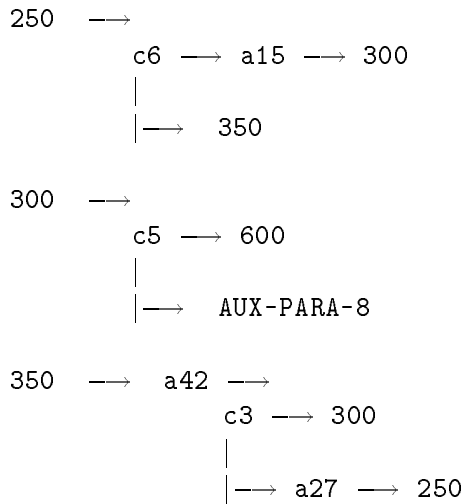 250 ⟶
c6 ⟶ a15 ⟶ 300
|
|⟶ 350
300 ⟶
c5 ⟶ 600
|
|⟶ AUX-PARA-8
350 ⟶ a42 ⟶
c3 ⟶ 300
|
|⟶ a27 ⟶ 250